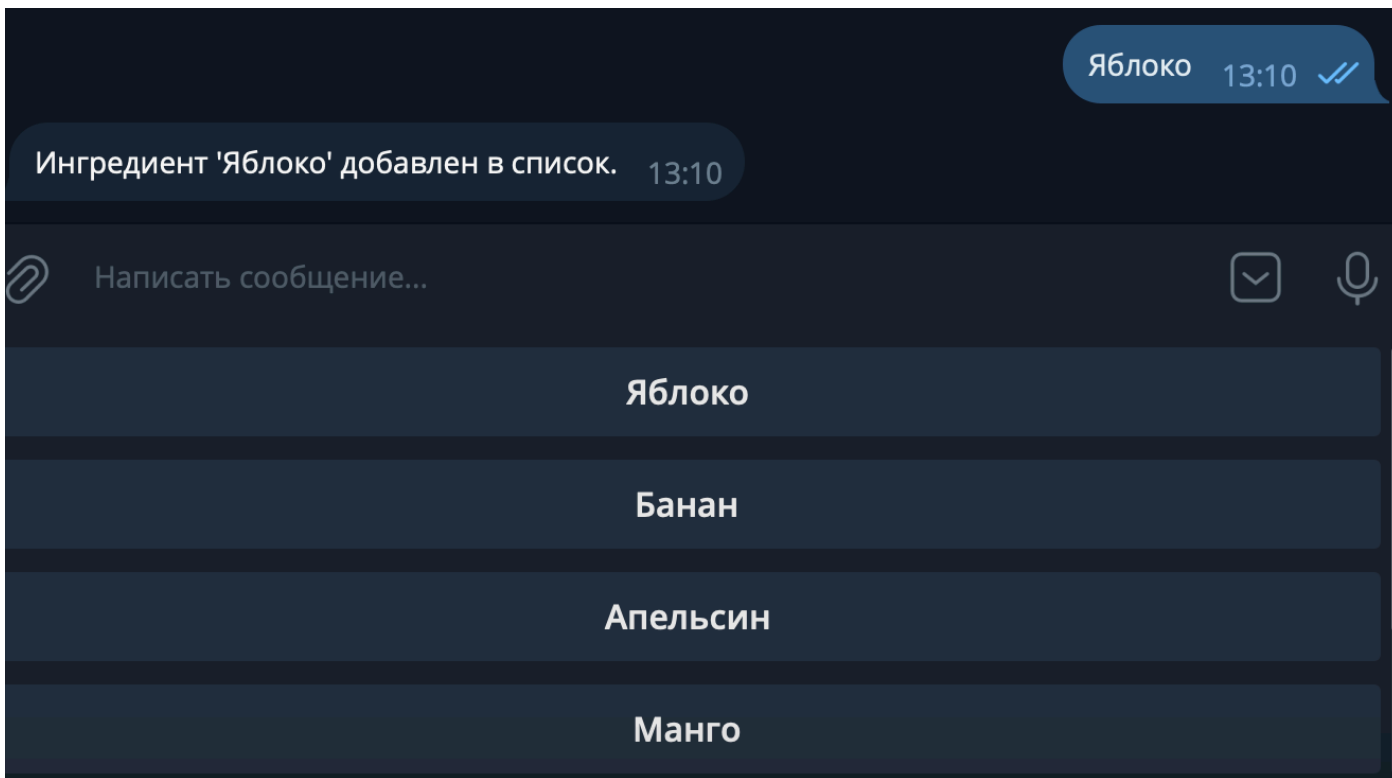 Яблоко 13:10
Ингредиент 'Яблоко' добавлен в список. 13:10
Написать сообщение...
Яблоко
Банан
Апельсин
Манго